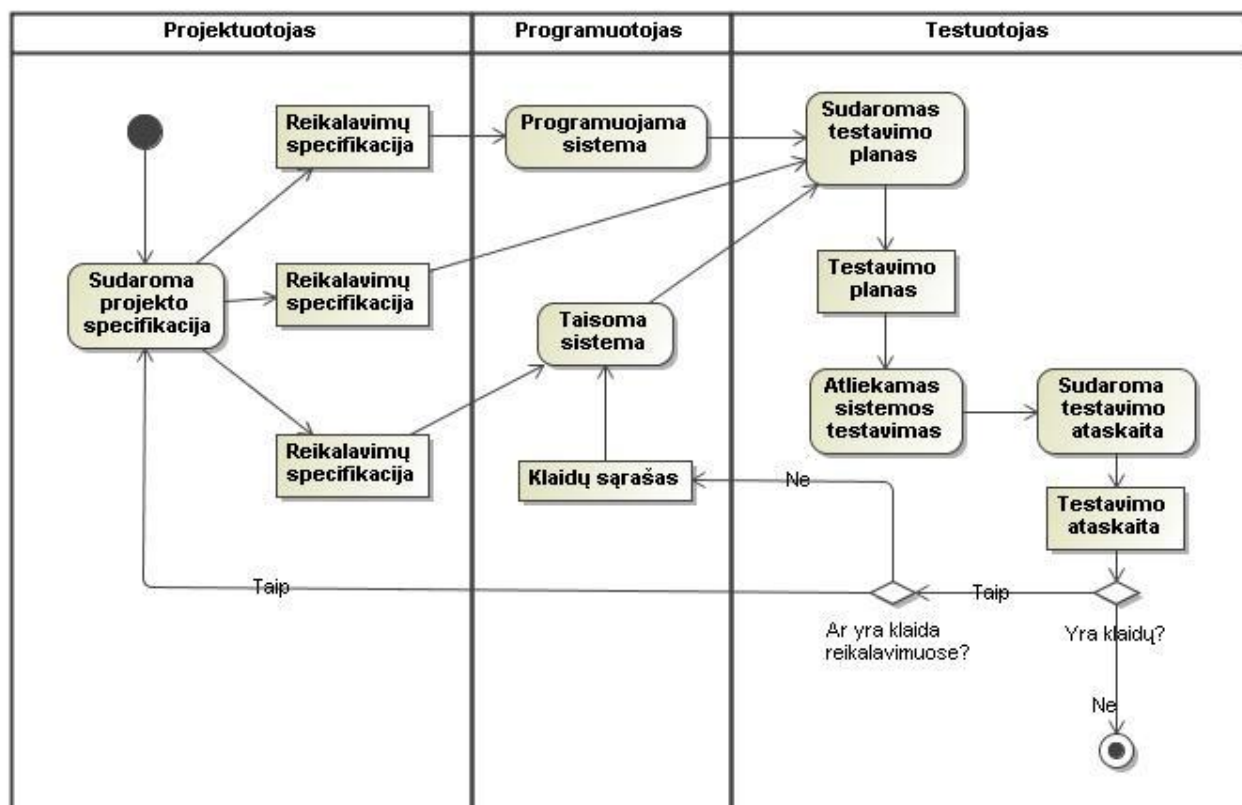 Projektuotojas
Programuotojas
Testuotojas
Reikalavimų
specifikacija
Programuojama
sistema
Sudaromas
testavimo
planas
Sudaroma
projekto
specifikacija
Reikalavimų
specifikacija
Testavimo
planas
Taisoma
sistema
Atliekamas
sistemos
testavimas
Sudaroma
testavimo
ataskaita
Reikalavimų
specifikacija
Klaidų sąrašas
Ne
Testavimo
ataskaita
Taip
Taip
Ar yra klaida
reikalavimuose?
Yra klaidų?
Ne